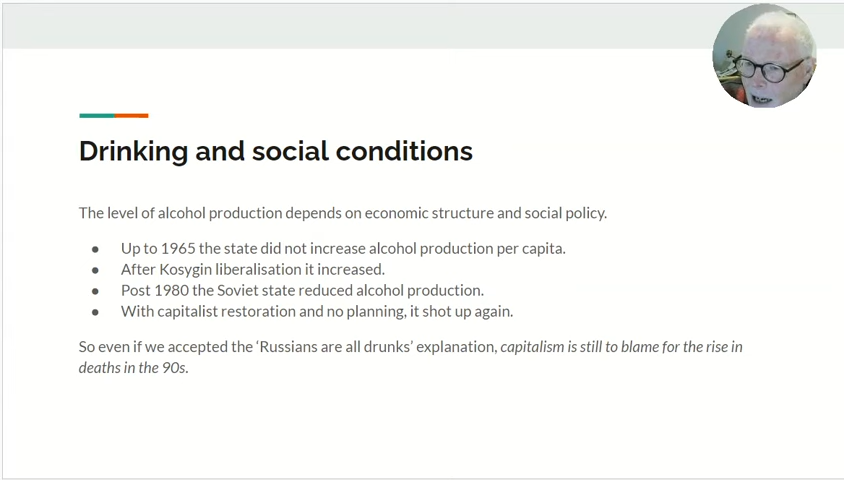 Drinking and social conditions
The level of alcohol production depends on economic structure and social policy.
● Up to 1965 the state did not increase alcohol production per capita.
● After Kosygin liberalisation it increased.
● Post 1980 the Soviet state reduced alcohol production.
● With capitalist restoration and no planning, it shot up again.
So even if we accepted the ‘Russians are all drunks’ explanation, capitalism is still to blame for the rise in
deaths in the 90s.